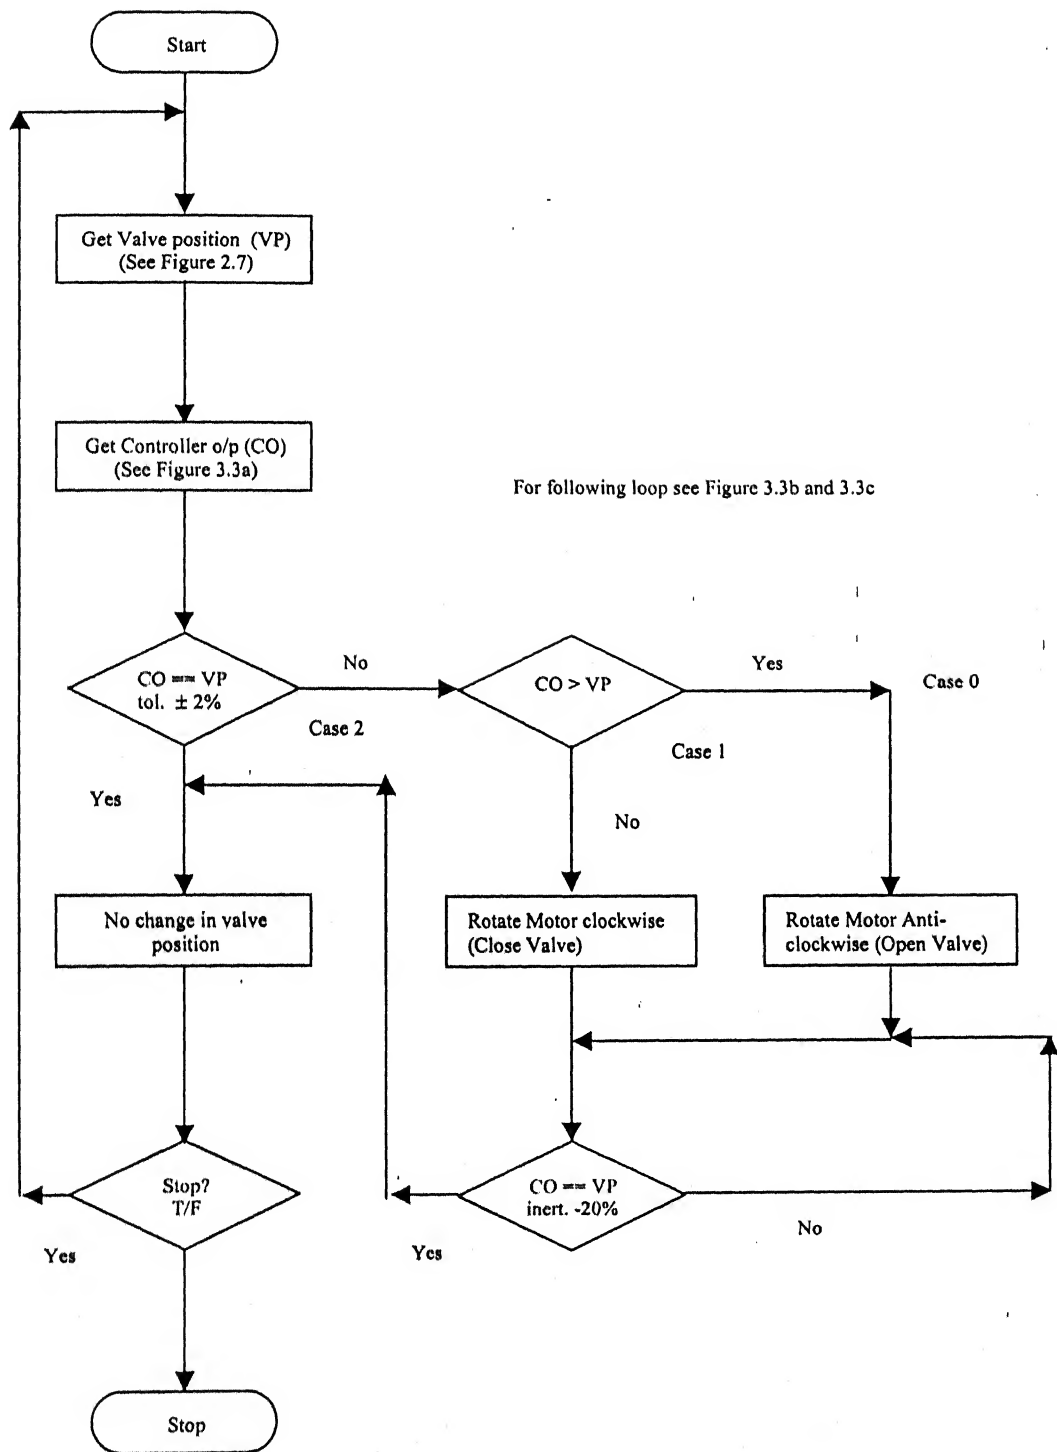 Start
Get Valve position (VP)
(See Figure 2.7)
Get Controller o/p (CO)
(See Figure 3.3a)
For following loop see Figure 3.3b and 3.3c
CO == VP
tol. ± 2%
No
Case 2
CO > VP
Yes
Case 0
Case 1
Yes
No
No change in valve
position
Rotate Motor clockwise
(Close Valve)
Rotate Motor Anti-
clockwise (Open Valve)
Stop?
T/F
Yes
CO == VP
inert. -20%
Yes
No
Stop